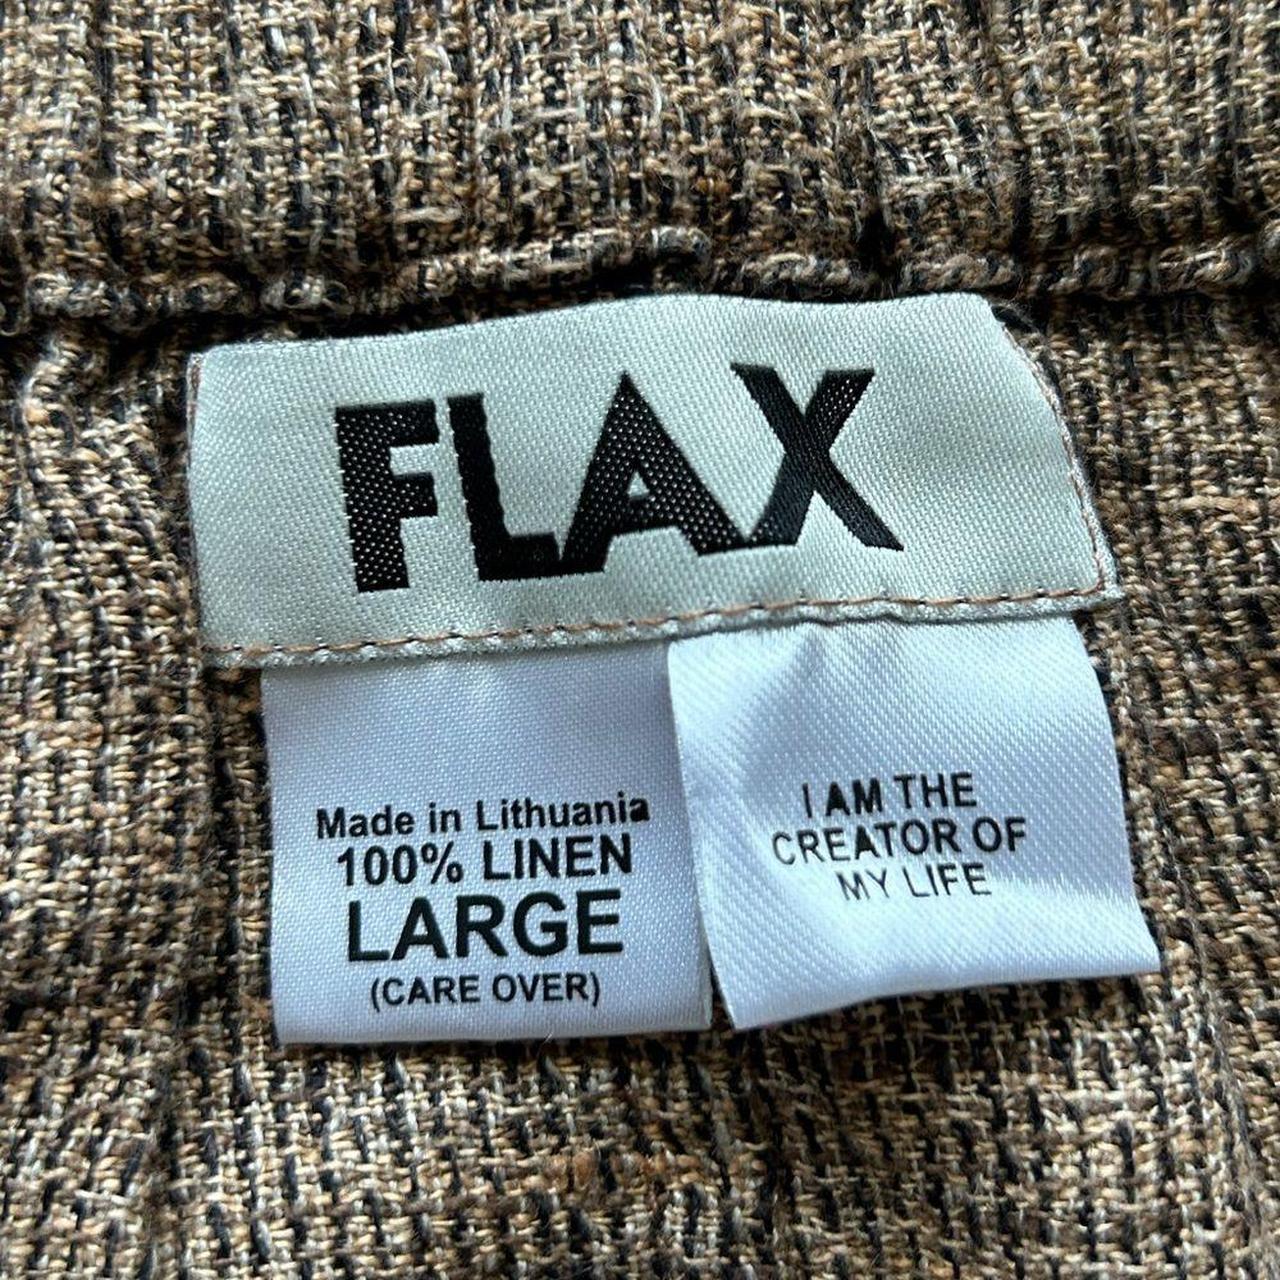 FLAX
Made in Lithuania
100% LINEN
LARGE
(CARE OVER)
I AM THE
CREATOR OF
MY LIFE